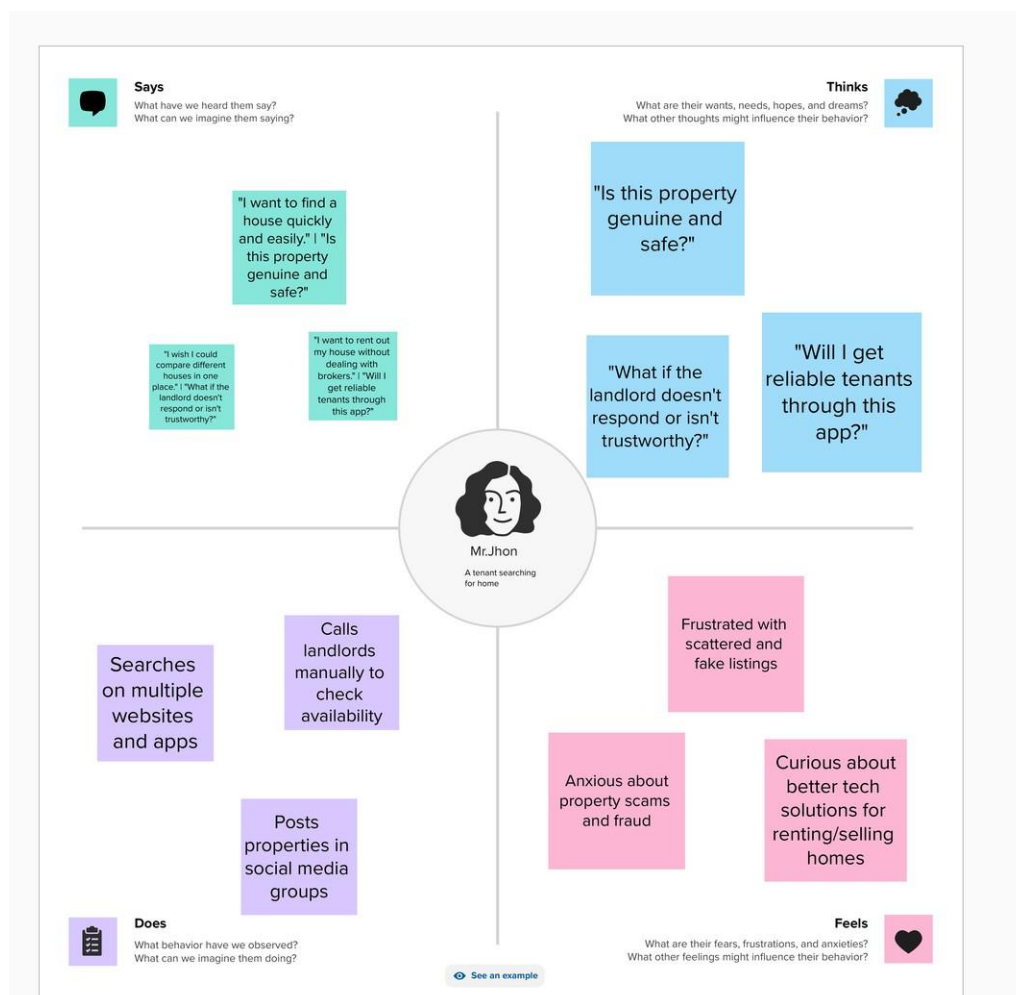 Says
What have we heard them say?
What can we imagine them saying?
Thinks
What are their wants, needs, hopes, and dreams?
What other thoughts might influence their behavior?
"I want to find a
house quickly
and easily." | "Is
this property
genuine and
safe?"
"I wish I could
compare different
houses in one
place." | "What if the
landlord doesn't
respond or isn't
trustworthy?"
"I want to rent out
my house without
dealing with
brokers." | "Will I
get reliable
tenants through
this app?"
"Is this property
genuine and
safe?"
"What if the
landlord doesn't
respond or isn't
trustworthy?"
"Will I get
reliable tenants
through this
app?"
Mr.Jhon
A tenant searching
for home
Searches
on multiple
websites
and apps
Calls
landlords
manually to
check
availability
Posts
properties in
social media
groups
Frustrated with
scattered and
fake listings
Anxious about
property scams
and fraud
Curious about
better tech
solutions for
renting/selling
homes
Does
What behavior have we observed?
What can we imagine them doing?
Feels
What are their fears, frustrations, and anxieties?
What other feelings might influence their behavior?
See an example